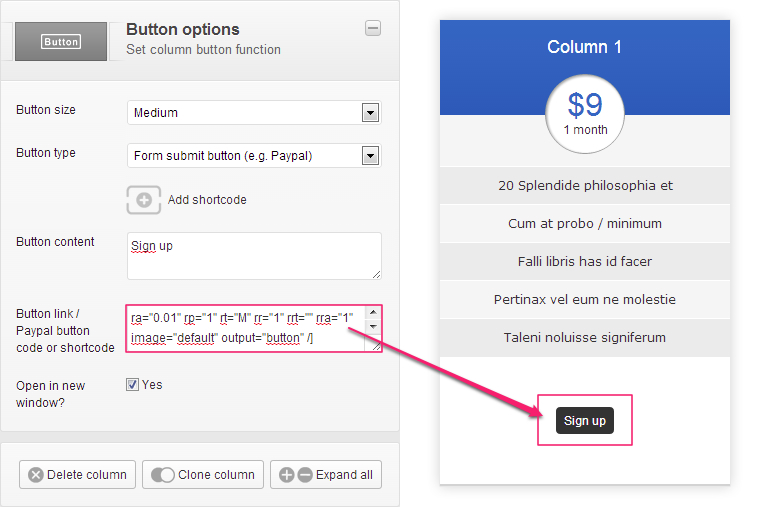 Button
Button options
Set column button function
Button size
Medium
Button type
Form submit button (e.g. Paypal)
Add shortcode
Button content
Sign up
Button link /
Paypal button
code or shortcode
ra="0.01" rp="1" rt="M" rr="1" rrt="" rra="1"
image="default" output="button" /]
Open in new
window?
Yes
Delete column
Clone column
Expand all
Column 1
$9
1 month
20 Splendide philosophia et
Cum at probo / minimum
Falli libris has id facer
Pertinax vel eum ne molestie
Taleni noluisse signiferum
Sign up